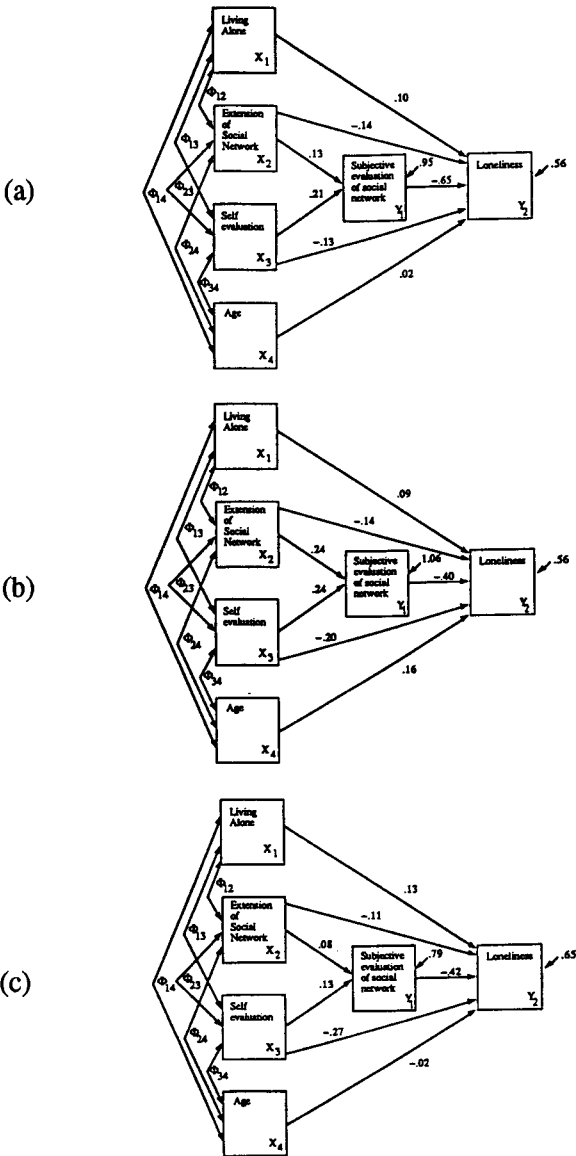 (a)
Living
Alone
X1
Φ12
Extension
of
Social
Network
X2
Φ13
Φ14
Φ23
Self
evaluation
X3
Φ24
Φ34
Age
X4
.10
-.14
.13
.21
Subjective
evaluation
of social
network
Y1
.95
-.65
-.13
.02
Loneliness
Y2
.56
(b)
Living
Alone
X1
Φ12
Extension
of
Social
Network
X2
Φ13
Φ14
Φ23
Self
evaluation
X3
Φ24
Φ34
Age
X4
.09
-.14
.24
.24
Subjective
evaluation
of social
network
Y1
1.06
-.40
-.20
.16
Loneliness
Y2
.56
(c)
Living
Alone
X1
Φ12
Extension
of
Social
Network
X2
Φ13
Φ14
Φ23
Self
evaluation
X3
Φ24
Φ34
Age
X4
.13
-.11
.08
.13
Subjective
evaluation
of social
network
Y1
.79
-.42
-.27
-.02
Loneliness
Y2
.65